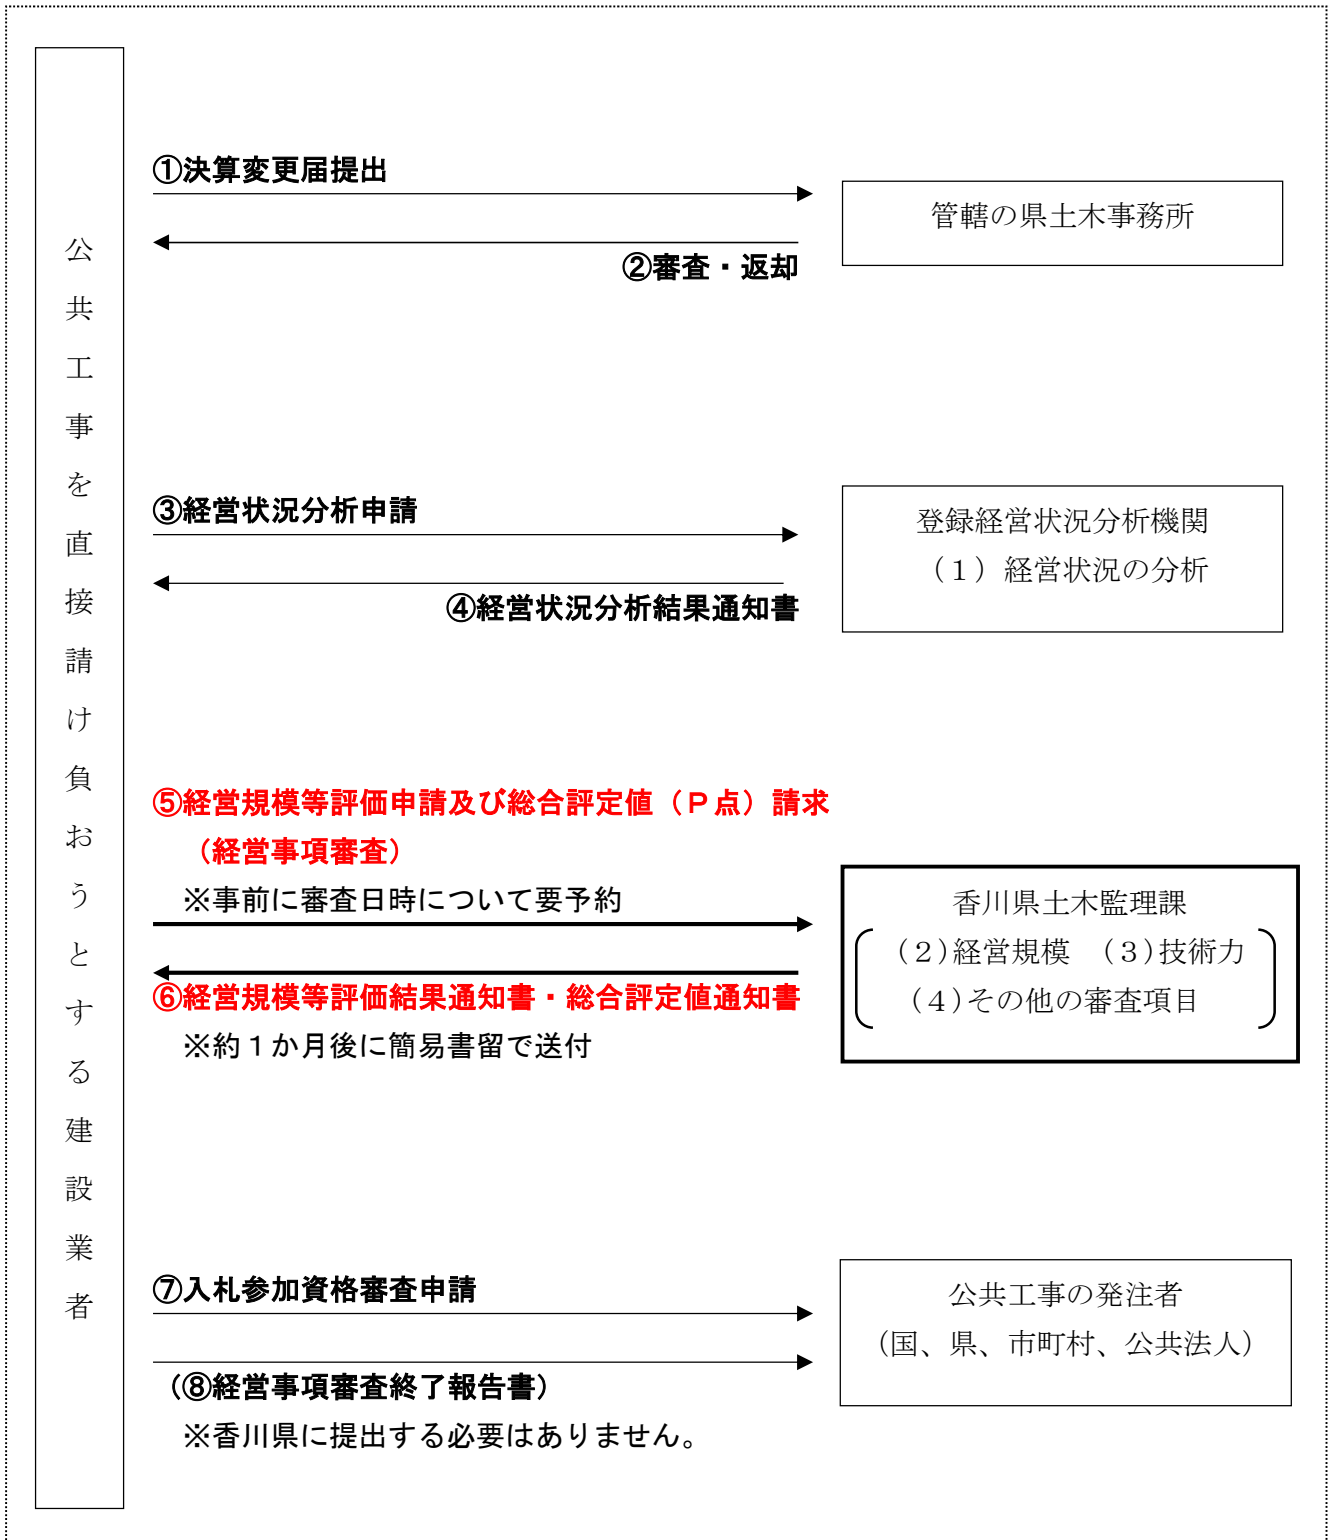 公共工事を直接請け負おうとする建設業者
①決算変更届提出
管轄の県土木事務所
②審査・返却
③経営状況分析申請
登録経営状況分析機関
（１）経営状況の分析
④経営状況分析結果通知書
⑤経営規模等評価申請及び総合評定値（Ｐ点）請求
（経営事項審査）
※事前に審査日時について要予約
香川県土木監理課
（２）経営規模　（３）技術力
（４）その他の審査項目
⑥経営規模等評価結果通知書・総合評定値通知書
※約１か月後に簡易書留で送付
⑦入札参加資格審査申請
公共工事の発注者
（国、県、市町村、公共法人）
（⑧経営事項審査終了報告書）
※香川県に提出する必要はありません。